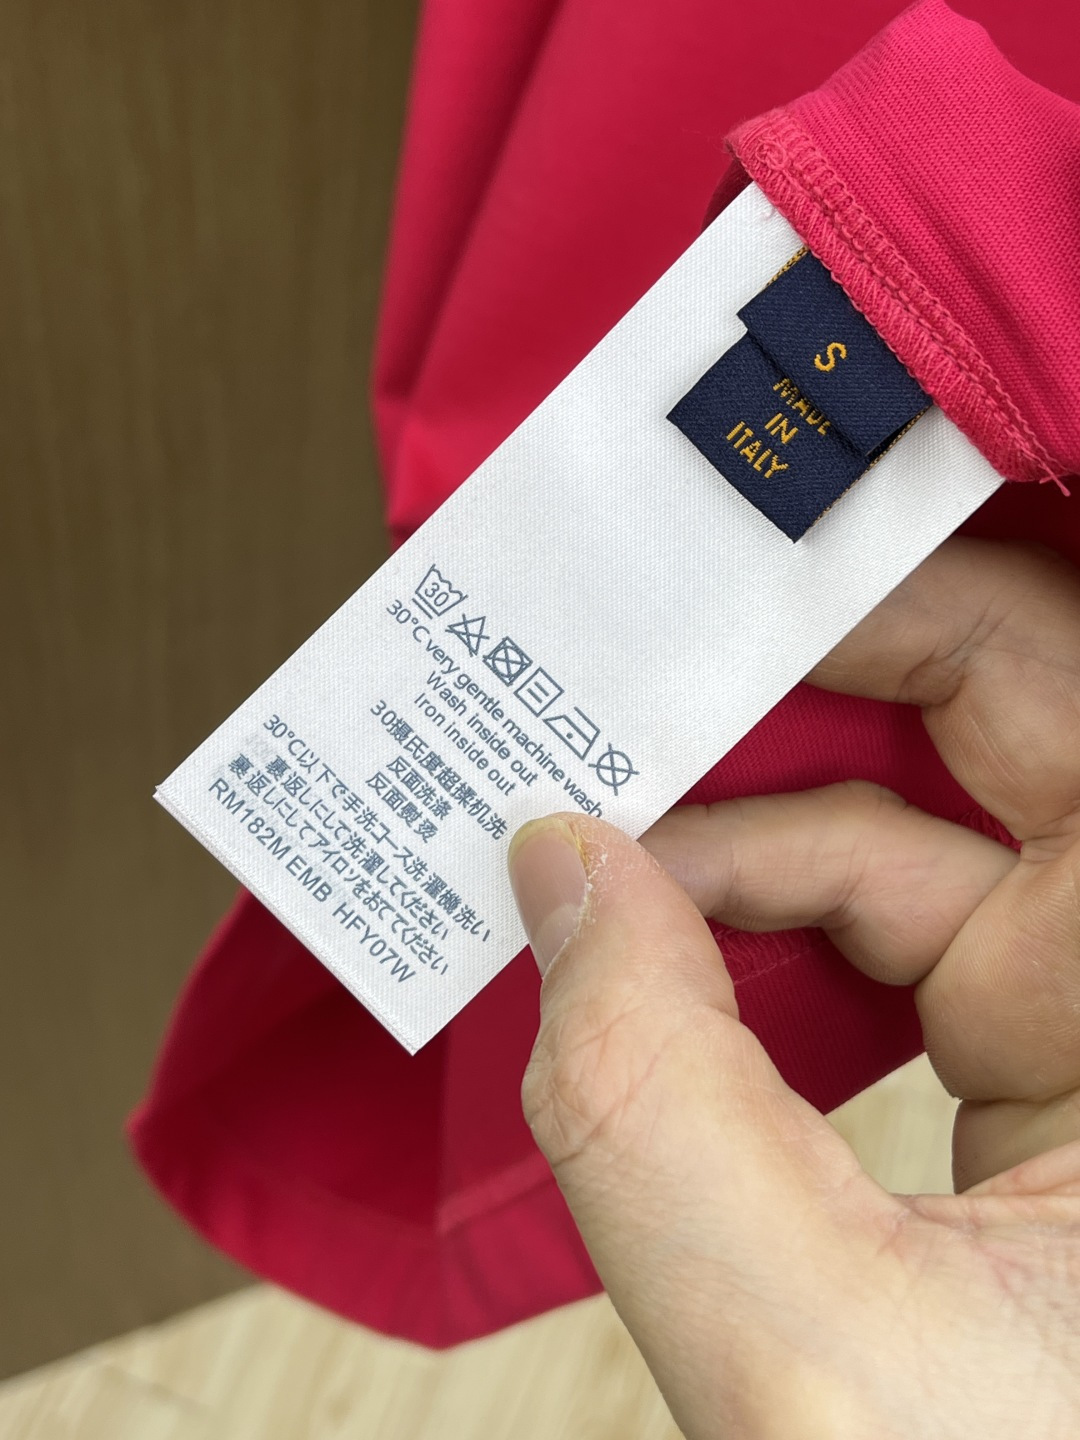 S
MADE
IN
ITALY
30
30°C very gentle machine wash
Wash inside out
Iron inside out
30摄氏度超揉机洗
反面洗涤
反面熨烫
30℃以下で手洗コース洗濯機洗い
裏返しにして洗濯してください
裏返しにしてアイロンをおててください
RM182M EMB HFY07W